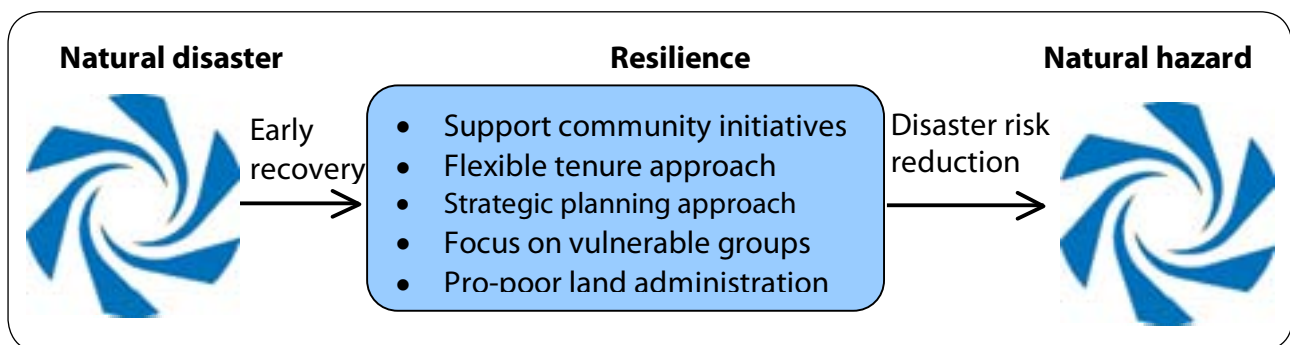 Natural disaster
Resilience
Natural hazard
Early
recovery
• Support community initiatives
• Flexible tenure approach
• Strategic planning approach
• Focus on vulnerable groups
• Pro-poor land administration
Disaster risk
reduction